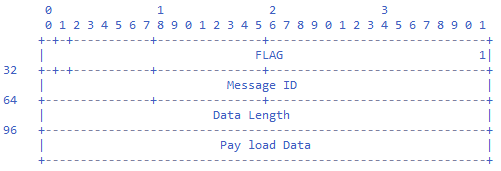 0 1 2 3
0 1 2 3 4 5 6 7 8 9 0 1 2 3 4 5 6 7 8 9 0 1 2 3 4 5 6 7 8 9 0 1
+-+-+-----------+---------------+-------------------------------+
| FLAG 1|
32 +-+-+-----------+---------------+-------------------------------+
| Message ID |
64 +---------------+---------------+-------------------------------+
| Data Length |
96 +---------------------------------------------------------------+
| Pay load Data |
+---------------------------------------------------------------+